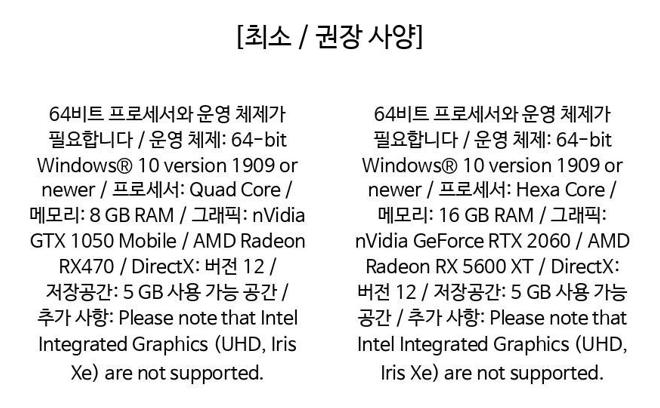 [최소 / 권장 사양]
64비트 프로세서와 운영 체제가
필요합니다 / 운영 체제: 64-bit
Windows® 10 version 1909 or
newer / 프로세서: Quad Core /
메모리: 8 GB RAM / 그래픽: nVidia
GTX 1050 Mobile / AMD Radeon
RX470 / DirectX: 버전 12 /
저장공간: 5 GB 사용 가능 공간 /
추가 사항: Please note that Intel
Integrated Graphics (UHD, Iris
Xe) are not supported.
64비트 프로세서와 운영 체제가
필요합니다 / 운영 체제: 64-bit
Windows® 10 version 1909 or
newer / 프로세서: Hexa Core /
메모리: 16 GB RAM / 그래픽:
nVidia GeForce RTX 2060 / AMD
Radeon RX 5600 XT / DirectX:
버전 12 / 저장공간: 5 GB 사용 가능
공간 / 추가 사항: Please note that
Intel Integrated Graphics (UHD,
Iris Xe) are not supported.